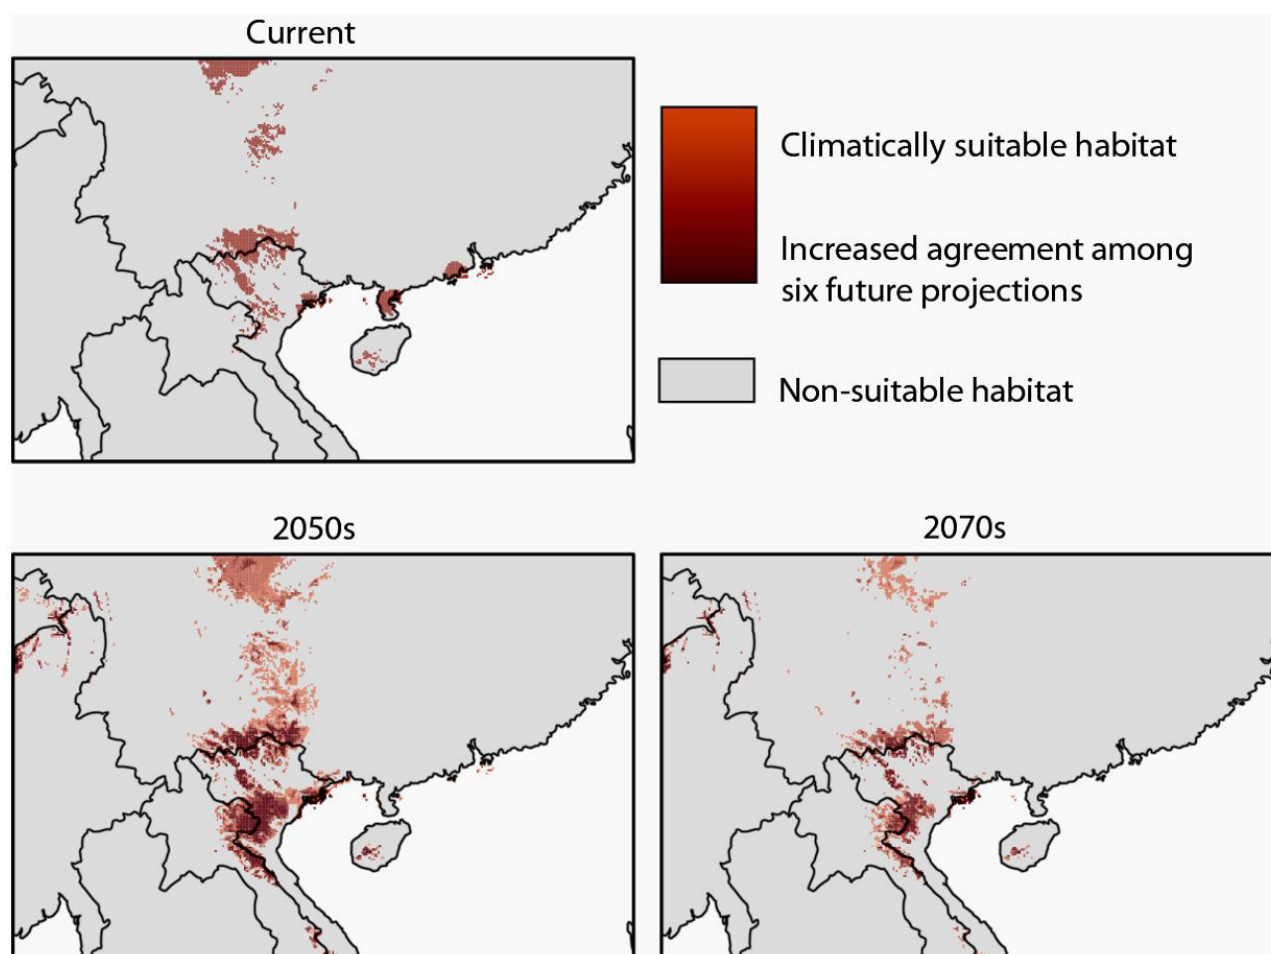 Current
Climatically suitable habitat
Increased agreement among
six future projections
Non-suitable habitat
2050s
2070s